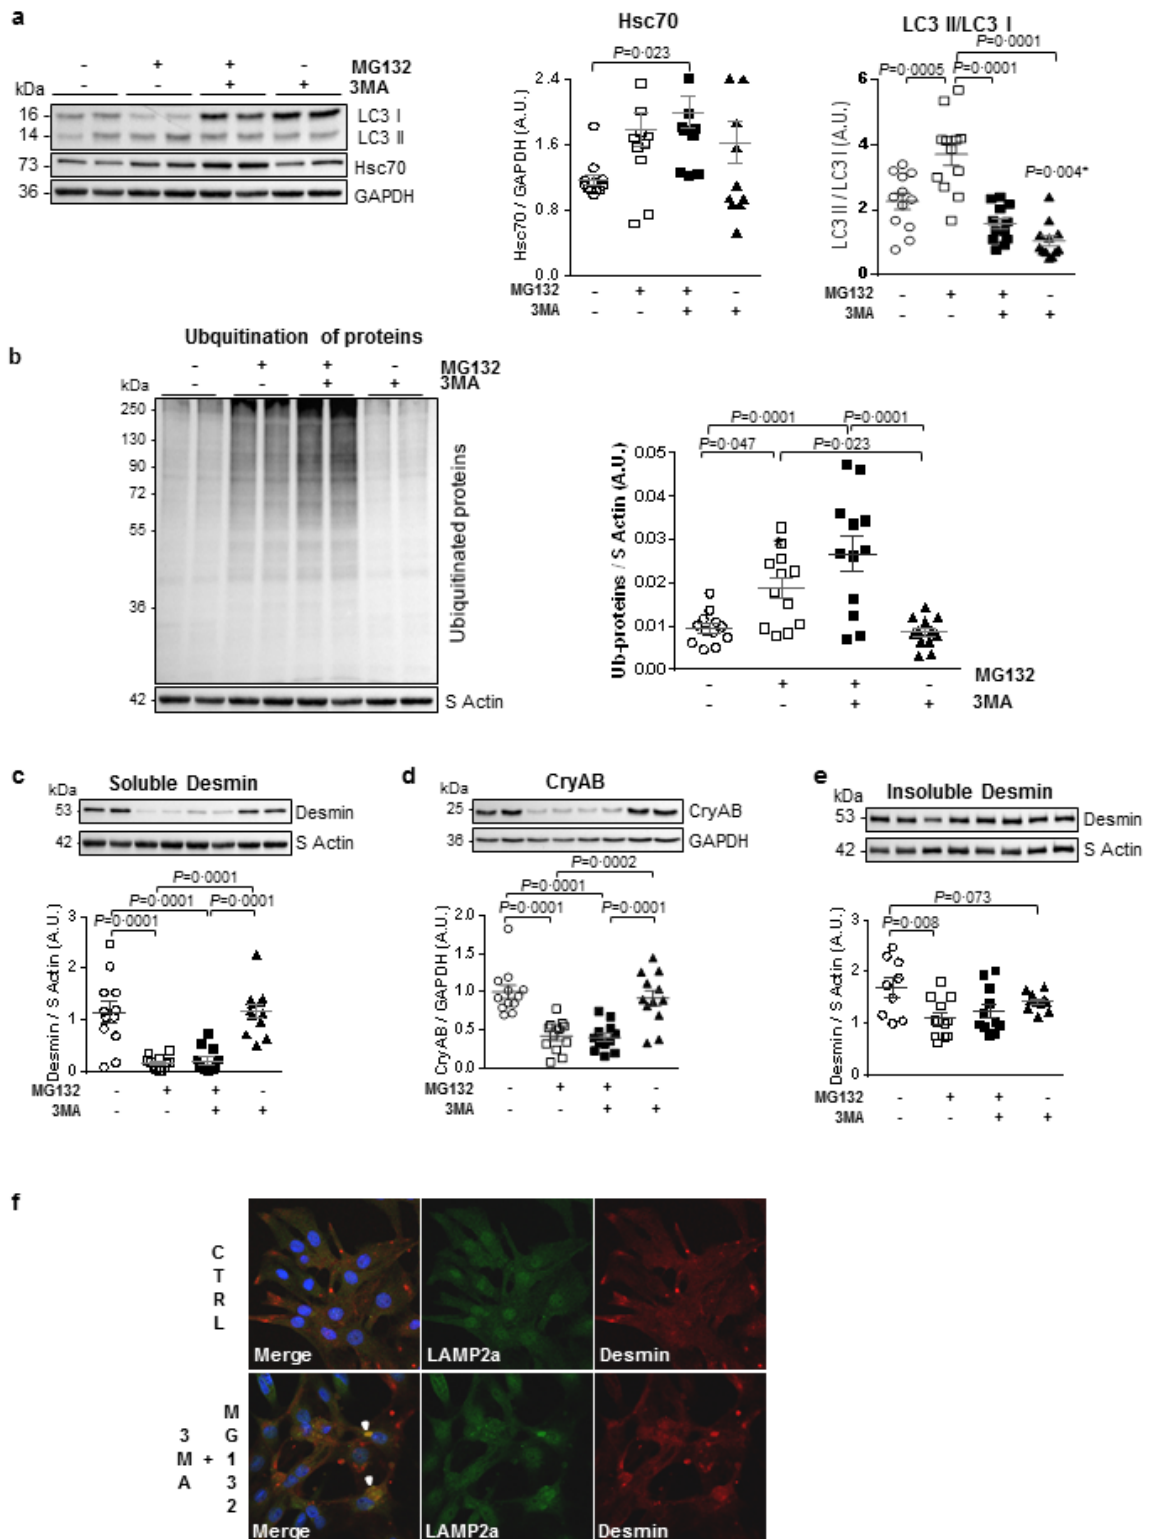 a
Hsc70
LC3 II/LC3 I
- + + - MG132
kDa - - + + 3MA
16 - LC3 I
14 - LC3 II
73 - Hsc70
36 - GAPDH
P=0·023
Hsc70 / GAPDH (A.U.)
2.4
1.6
0.8
0.0
MG132 - + + -
3MA - - + +
P=0·0001
P=0·0005 P=0·0001
P=0·004*
LC3 II / LC3 I (A.U.)
6
4
2
0
MG132 - + + -
3MA - - + +
b
Ubquitination of proteins
- + + - MG132
kDa - - + + 3MA
250
130
90
72
55
36
Ubiquitinated proteins
42 S Actin
P=0·0001 P=0·0001
P=0·047 P=0·023
Ub-proteins / S Actin (A.U.)
0.05
0.04
0.03
0.02
0.01
0.00
- + + - MG132
- - + + 3MA
c
Soluble Desmin
kDa
53 - Desmin
42 - S Actin
P=0·0001
P=0·0001 P=0·0001
P=0·0001
Desmin / S Actin (A.U.)
3
2
1
0
MG132 - + + -
3MA - - + +
d
CryAB
kDa
25 - CryAB
36 - GAPDH
P=0·0002
P=0·0001
P=0·0001 P=0·0001
CryAB / GAPDH (A.U.)
2.0
1.5
1.0
0.5
0.0
MG132 - + + -
3MA - - + +
e
Insoluble Desmin
kDa
53 - Desmin
42 - S Actin
P=0·073
P=0·008
Desmin / S Actin (A.U.)
3
2
1
0
MG132 - + + -
3MA - - + +
f
CTRL
Merge LAMP2a Desmin
3MA + MG132
Merge LAMP2a Desmin